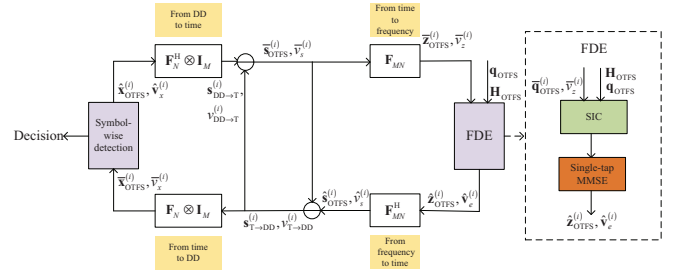 From DD
to time
From time
to
frequency
FDE
F_N^H ⊗ I_M
s̅_OTFS^(i), v̅_s^(i)
F_MN
z̅_OTFS^(i), v̅_z^(i)
q_OTFS
H_OTFS
q̅_OTFS^(i), v̅_z^(i)
H_OTFS
q_OTFS
x̂_OTFS^(i), v̂_x^(i)
s_DD→T^(i)
v_DD→T^(i)
Decision
Symbol-
wise
detection
FDE
SIC
Single-tap
MMSE
x̅_OTFS^(i), v̅_x^(i)
F_N ⊗ I_M
s_T→DD^(i), v_T→DD^(i)
ŝ_OTFS^(i), v̂_s^(i)
F_MN^H
ẑ_OTFS^(i), v̂_e^(i)
ẑ_OTFS^(i), v̂_e^(i)
From time
to DD
From
frequency
to time